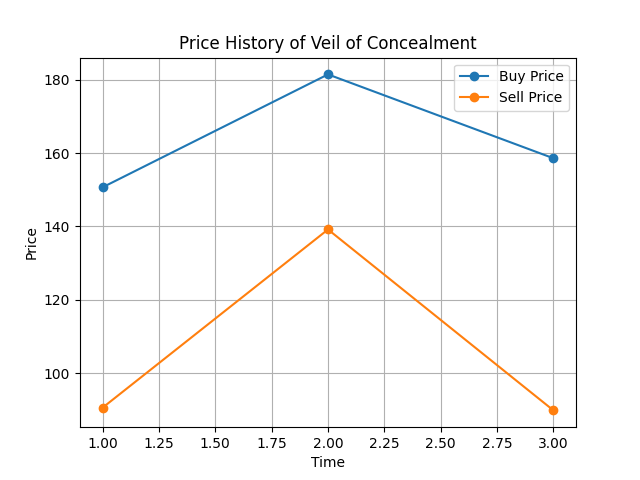 Price History of Veil of Concealment
Buy Price
Sell Price
Price
180
160
140
120
100
1.00 1.25 1.50 1.75 2.00 2.25 2.50 2.75 3.00
Time